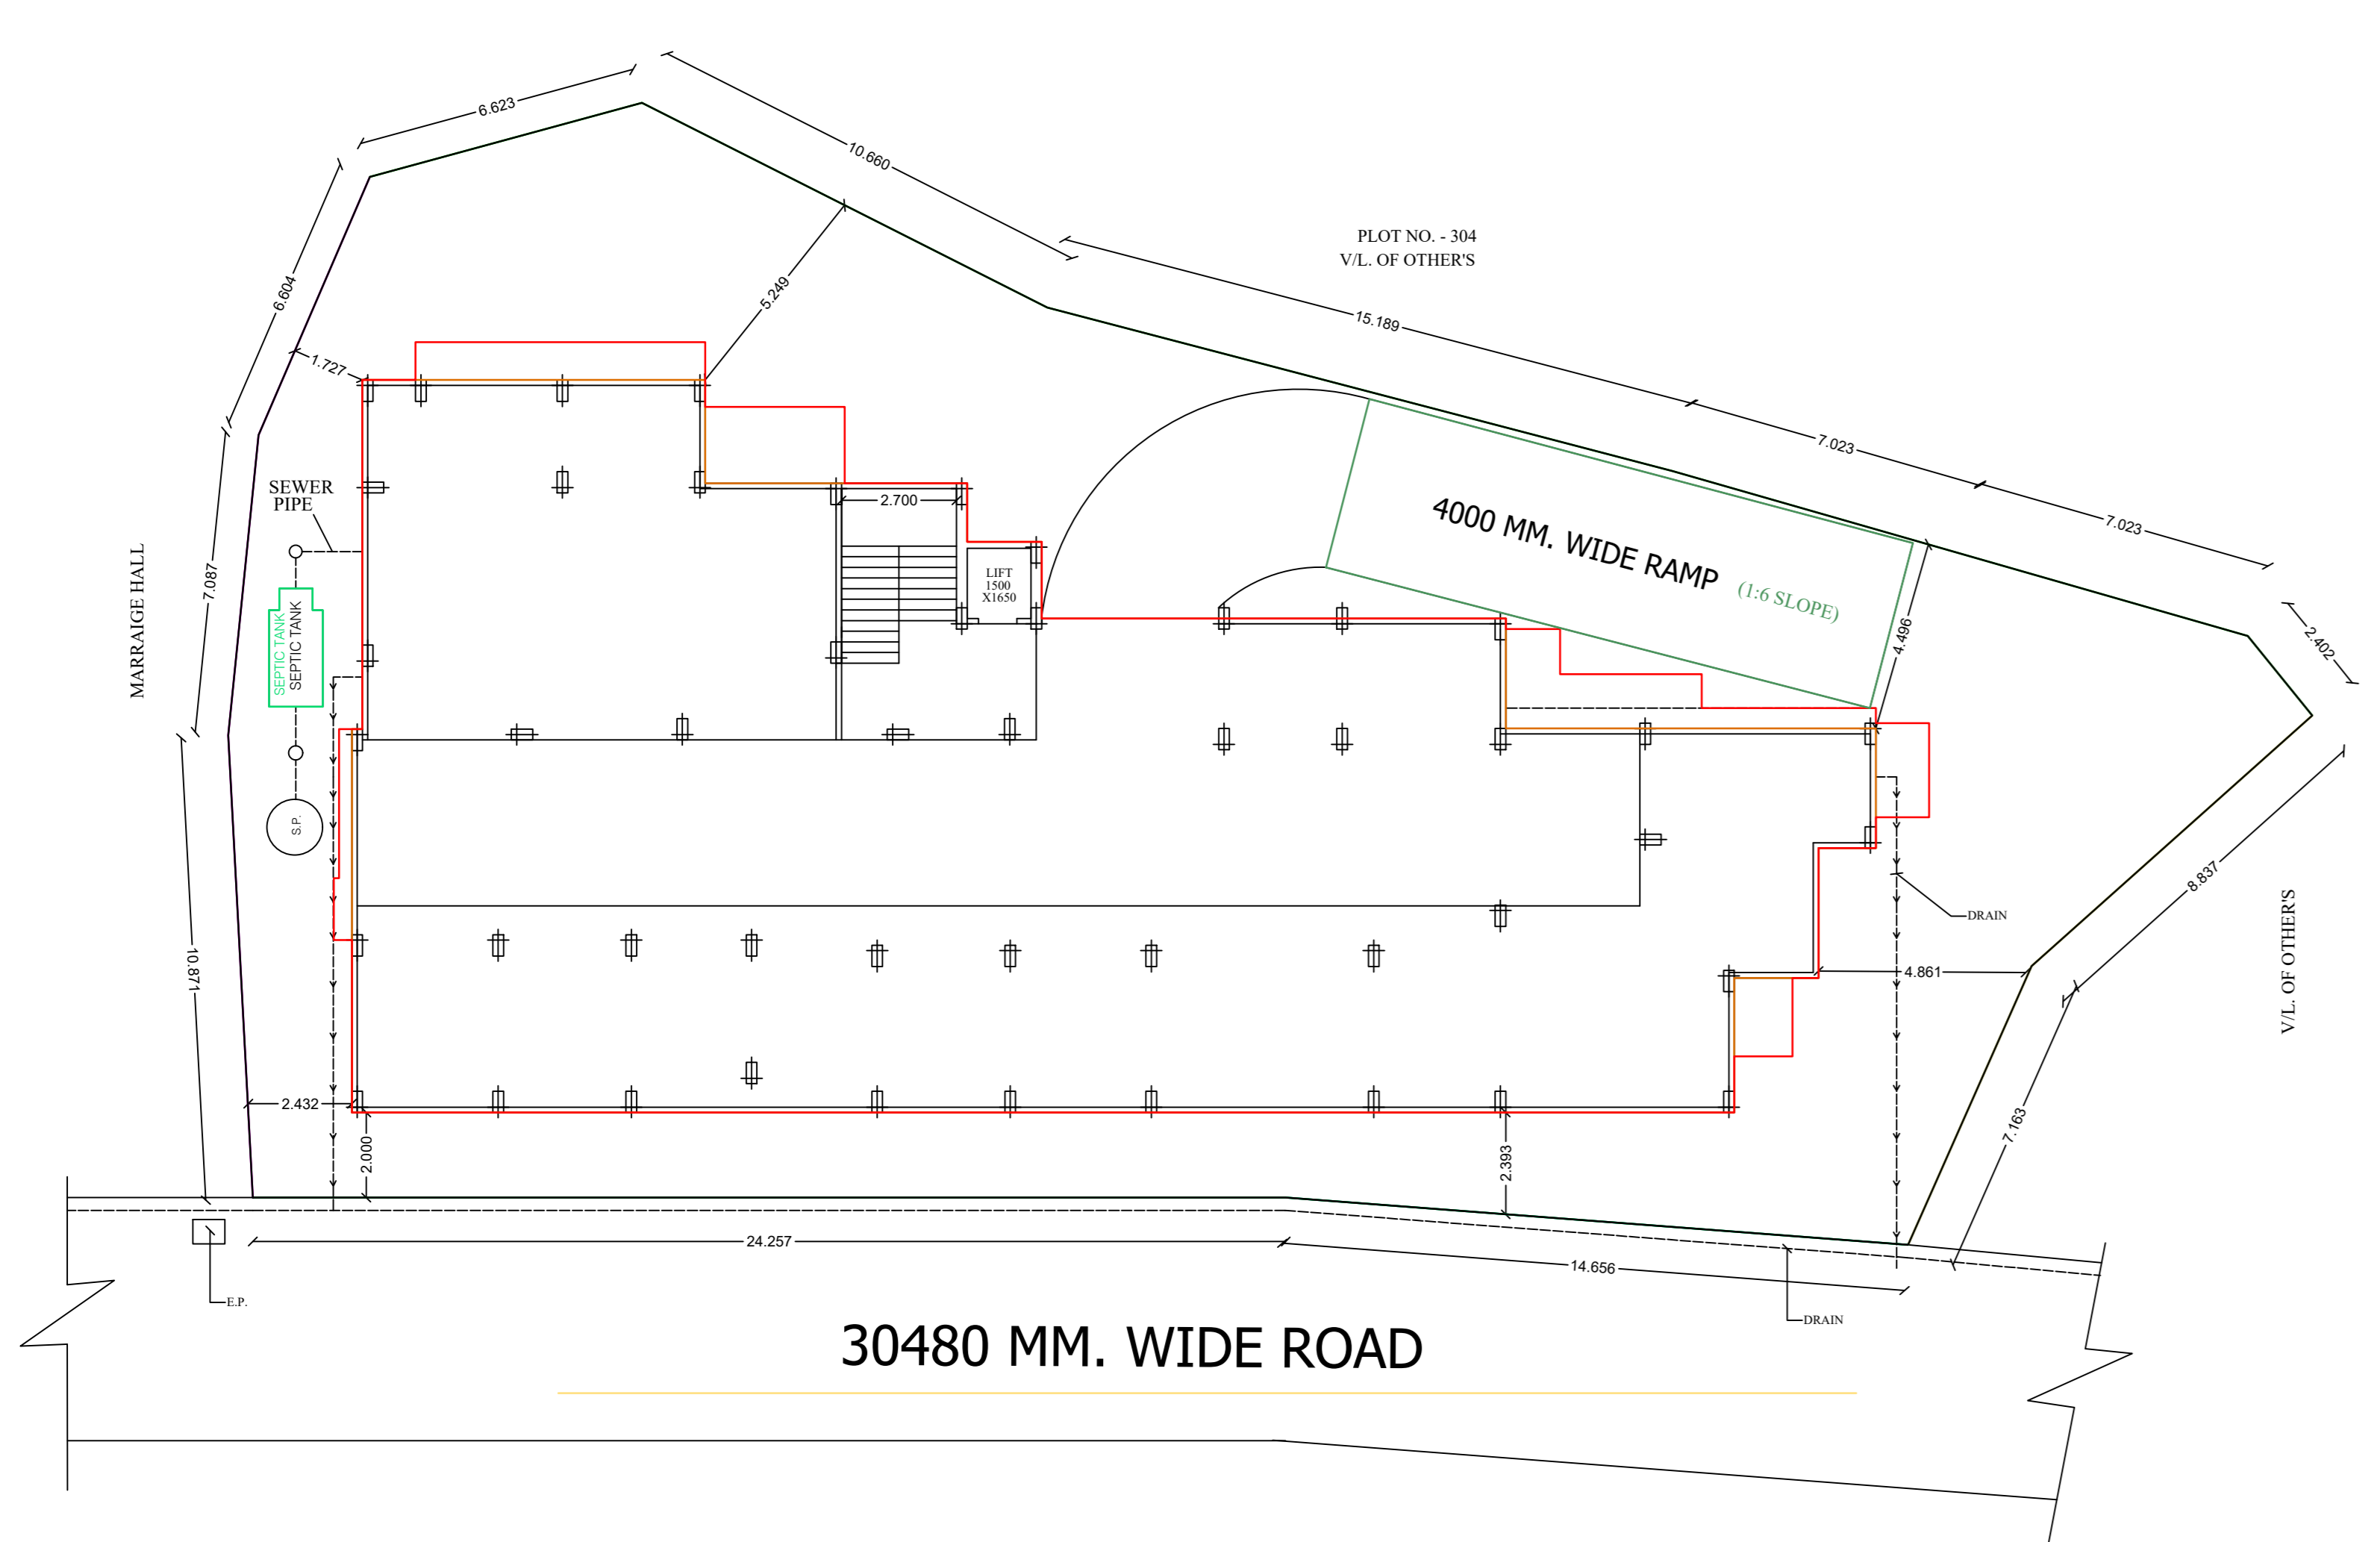 6.623
10.660
PLOT NO. - 304
V/L. OF OTHER'S
6.604
5.249
15.189
1.727
7.023
7.023
SEWER
PIPE
2.700
4000 MM. WIDE RAMP
(1:6 SLOPE)
LIFT
1500
X1650
MARRAIGE HALL
7.087
SEPTIC TANK
SEPTIC TANK
4.496
2.402
S.P.
8.837
DRAIN
V/L. OF OTHER'S
10.871
4.861
2.432
2.000
2.393
7.163
24.257
14.656
E.P.
DRAIN
30480 MM. WIDE ROAD